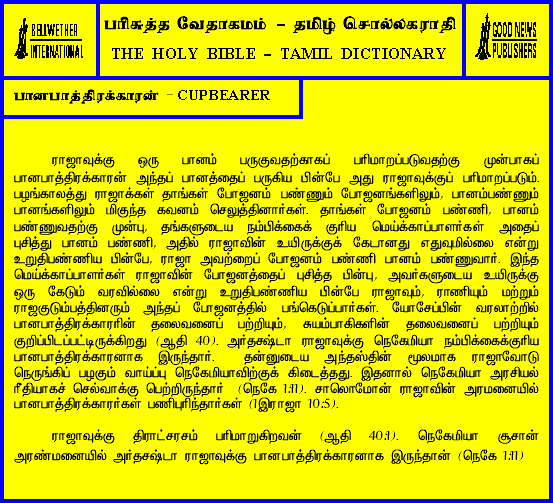 BELLWETHER
INTERNATIONAL
பரிசுத்த வேதாகமம் - தமிழ் சொல்லகராதி
THE HOLY BIBLE - TAMIL DICTIONARY
GOOD NEWS
PUBLISHERS
பானபாத்திரக்காரன் - CUPBEARER
ராஜாவுக்கு ஒரு பானம் பருகுவதற்காகப் பரிமாறப்படுவதற்கு முன்பாகப்
பானபாத்திரக்காரன் அந்தப் பானத்தைப் பருகிய பின்பே அது ராஜாவுக்குப் பரிமாறப்படும்.
பழங்காலத்து ராஜாக்கள் தாங்கள் போஜனம் பண்ணும் போஜனங்களிலும், பானம்பண்ணும்
பானங்களிலும் மிகுந்த கவனம் செலுத்தினார்கள். தாங்கள் போஜனம் பண்ணி, பானம்
பண்ணுவதற்கு முன்பு, தங்களுடைய நம்பிக்கைக் குரிய மெய்க்காப்பாளர்கள் அதைப்
புசித்து பானம் பண்ணி, அதில் ராஜாவின் உயிருக்குக் கேடானது எதுவுமில்லை என்று
உறுதிபண்ணிய பின்பே, ராஜா அவற்றைப் போஜனம் பண்ணி பானம் பண்ணுவார். இந்த
மெய்க்காப்பாளர்கள் ராஜாவின் போஜனத்தைப் புசித்த பின்பு, அவர்களுடைய உயிருக்கு
ஒரு கேடும் வரவில்லை என்று உறுதிபண்ணிய பின்பே ராஜாவும், ராணியும் மற்றும்
ராஜகுடும்பத்தினரும் அந்தப் போஜனத்தில் பங்கெடுப்பார்கள். யோசேப்பின் வரலாற்றில்
பானபாத்திரக்காரரின் தலைவனைப் பற்றியும், சுயம்பாகிகளின் தலைவனைப் பற்றியும்
குறிப்பிடப்பட்டிருக்கிறது (ஆதி 40). அர்தசஷ்டா ராஜாவுக்கு நெகேமியா நம்பிக்கைக்குரிய
பானபாத்திரக்காரனாக இருந்தார். தன்னுடைய அந்தஸ்தின் மூலமாக ராஜாவோடு
நெருங்கிப் பழகும் வாய்ப்பு நெகேமியாவிற்குக் கிடைத்தது. இதனால் நெகேமியா அரசியல்
ரீதியாகச் செல்வாக்கு பெற்றிருந்தார் (நெகே 1:11). சாலொமோன் ராஜாவின் அரமனையில்
பானபாத்திரக்காரர்கள் பணிபுரிந்தார்கள் (1இராஜா 10:5).
ராஜாவுக்கு திராட்சரசம் பரிமாறுகிறவன் (ஆதி 40:1). நெகேமியா சூசான்
அரண்மனையில் அர்தசஷ்டா ராஜாவுக்கு பானபாத்திரக்காரனாக இருந்தான் (நெகே 1:11)